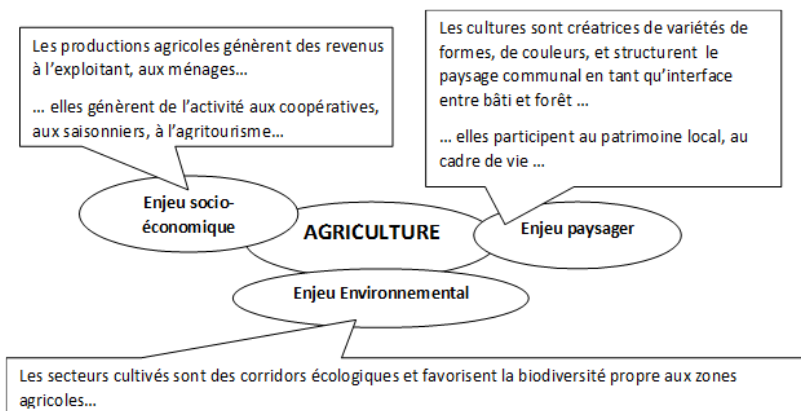 Les productions agricoles génèrent des revenus
à l'exploitant, aux ménages…
… elles génèrent de l'activité aux coopératives,
aux saisonniers, à l'agritourisme…
Les cultures sont créatrices de variétés de
formes, de couleurs, et structurent le
paysage communal en tant qu'interface
entre bâti et forêt …
… elles participent au patrimoine local, au
cadre de vie …
Enjeu socio-
économique
AGRICULTURE
Enjeu paysager
Enjeu Environnemental
Les secteurs cultivés sont des corridors écologiques et favorisent la biodiversité propre aux zones
agricoles…